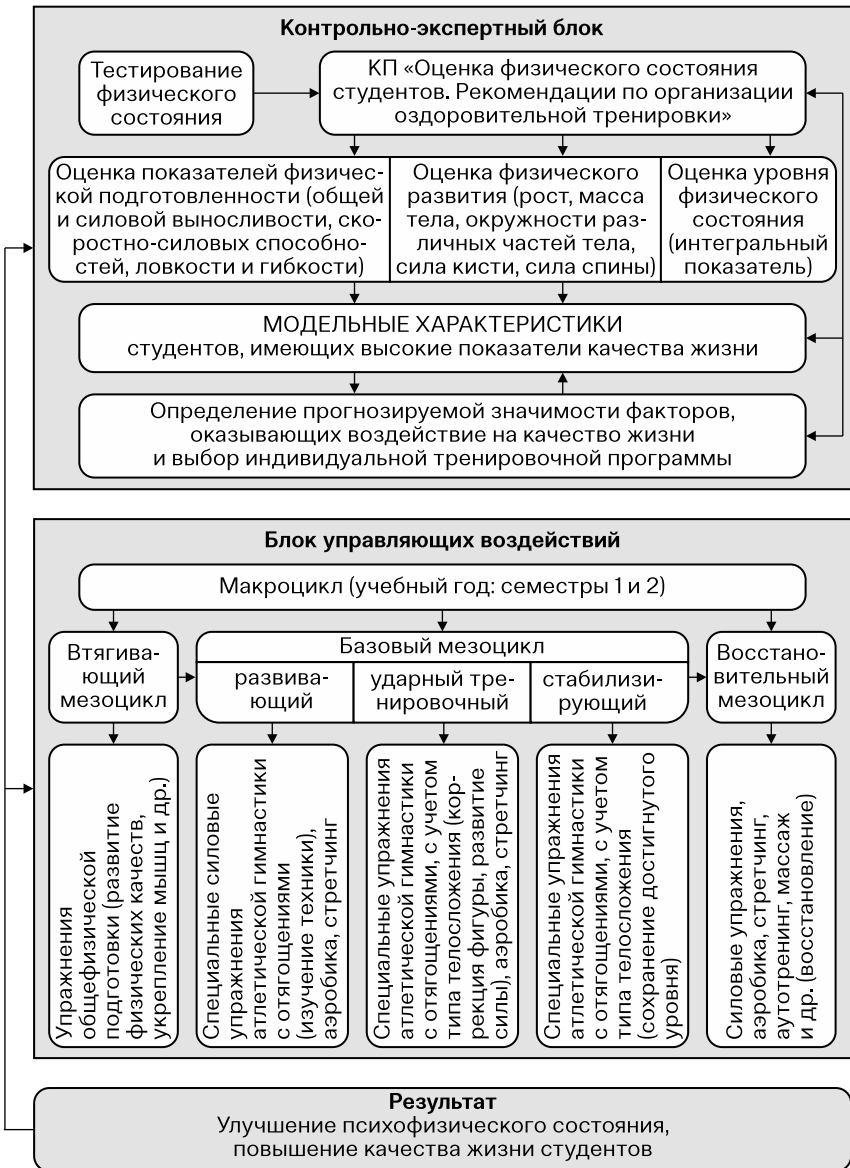 Контрольно-экспертный блок
Тестирование
физического
состояния
КП «Оценка физического состояния
студентов. Рекомендации по организации
оздоровительной тренировки»
Оценка показателей физиче-
ской подготовленности (общей
и силовой выносливости, ско-
ростно-силовых способно-
стей, ловкости и гибкости)
Оценка физического
развития (рост, масса
тела, окружности раз-
личных частей тела,
сила кисти, сила спины)
Оценка уровня
физического
состояния
(интегральный
показатель)
МОДЕЛЬНЫЕ ХАРАКТЕРИСТИКИ
студентов, имеющих высокие показатели качества жизни
Определение прогнозируемой значимости факторов,
оказывающих воздействие на качество жизни
и выбор индивидуальной тренировочной программы
Блок управляющих воздействий
Макроцикл (учебный год: семестры 1 и 2)
Втягива-
ющий
мезоцикл
Базовый мезоцикл
развива-
ющий
ударный тре-
нировочный
стабилизи-
рующий
Восстано-
вительный
мезоцикл
Упражнения
общефизической
подготовки (развитие
физических качеств,
укрепление мышц и др.)
Специальные силовые
упражнения
атлетической гимнастики
с отягощениями
(изучение техники),
аэробика, стретчинг
Специальные упражнения
атлетической гимнастики
с отягощениями, с учетом
типа телосложения (кор-
рекция фигуры, развитие
силы), аэробика, стретчинг
Специальные упражнения
атлетической гимнастики
с отягощениями, с учетом
типа телосложения
(сохранение достигнутого
уровня)
Силовые упражнения,
аэробика, стретчинг,
аутотренинг, массаж
и др. (восстановление)
Результат
Улучшение психофизического состояния,
повышение качества жизни студентов